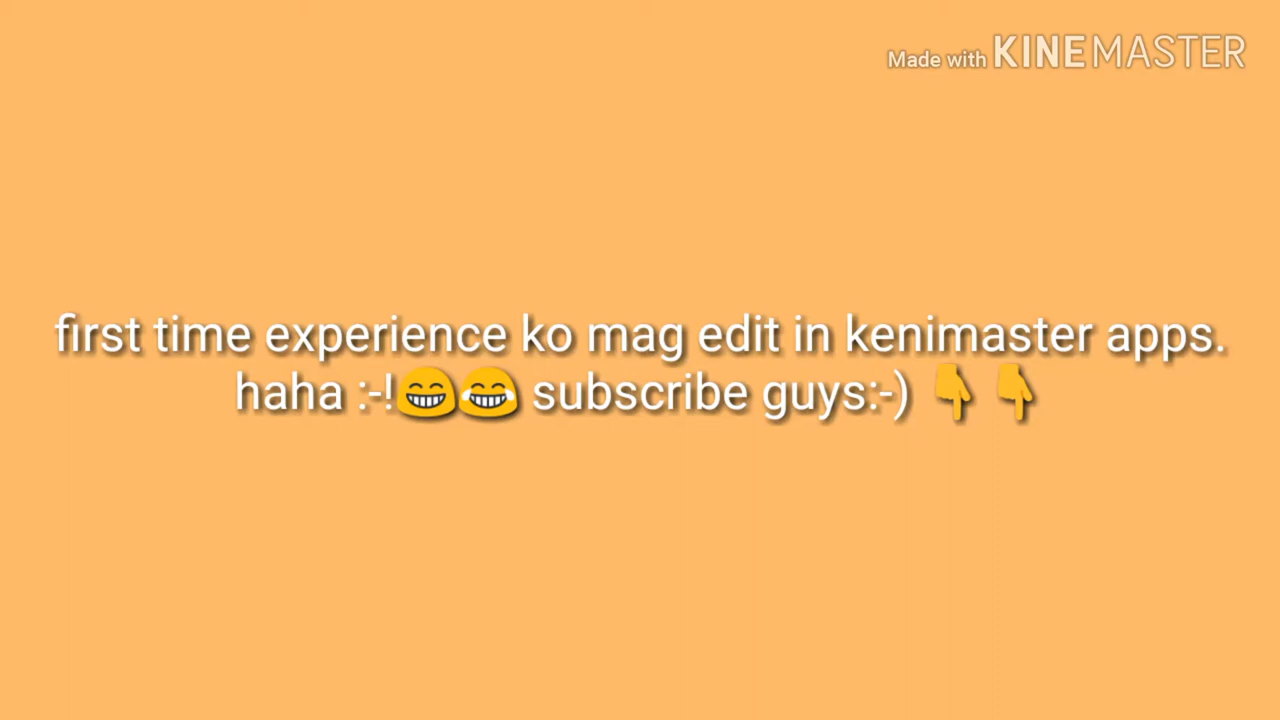 Made with KINEMASTER
first time experience ko mag edit in kenimaster apps.
haha :-!😁😂 subscribe guys:-) 👇👇